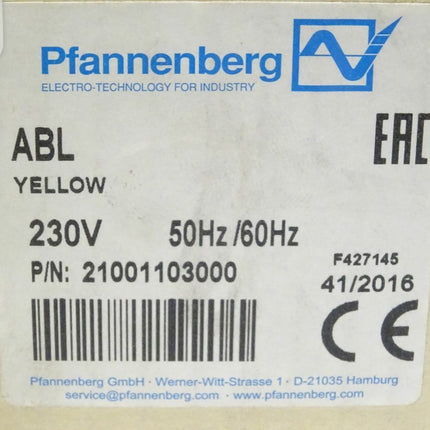 Pfannenberg
ELECTRO-TECHNOLOGY FOR INDUSTRY
ABL
EAC
YELLOW
230V 50Hz /60Hz
P/N: 21001103000
F427145
41/2016
CE
Pfannenberg GmbH · Werner-Witt-Strasse 1 · D-21035 Hamburg
service@pfannenberg.com · www.pfannenberg.com